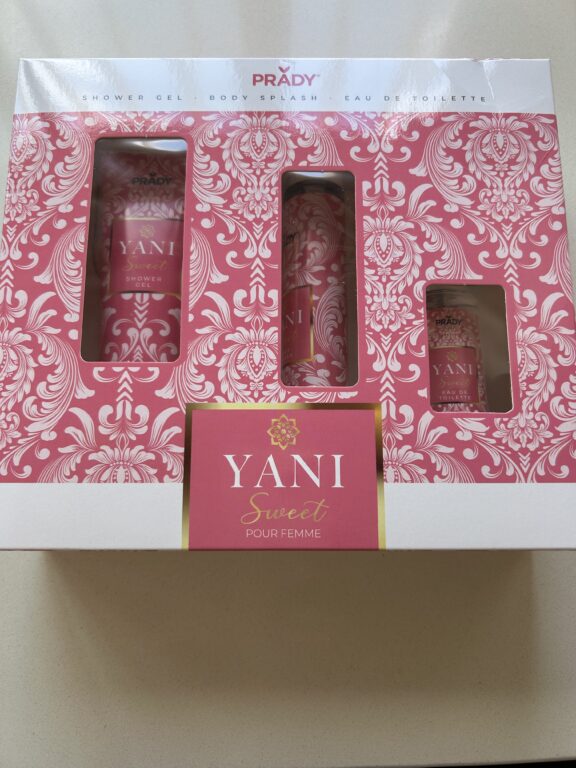 PRADY
SHOWER GEL · BODY SPLASH · EAU DE TOILETTE
PRADY
YANI
Sweet
SHOWER
GEL
PRADY
NI
PRADY
YANI
Sweet
EAU DE
TOILETTE
YANI
Sweet
POUR FEMME